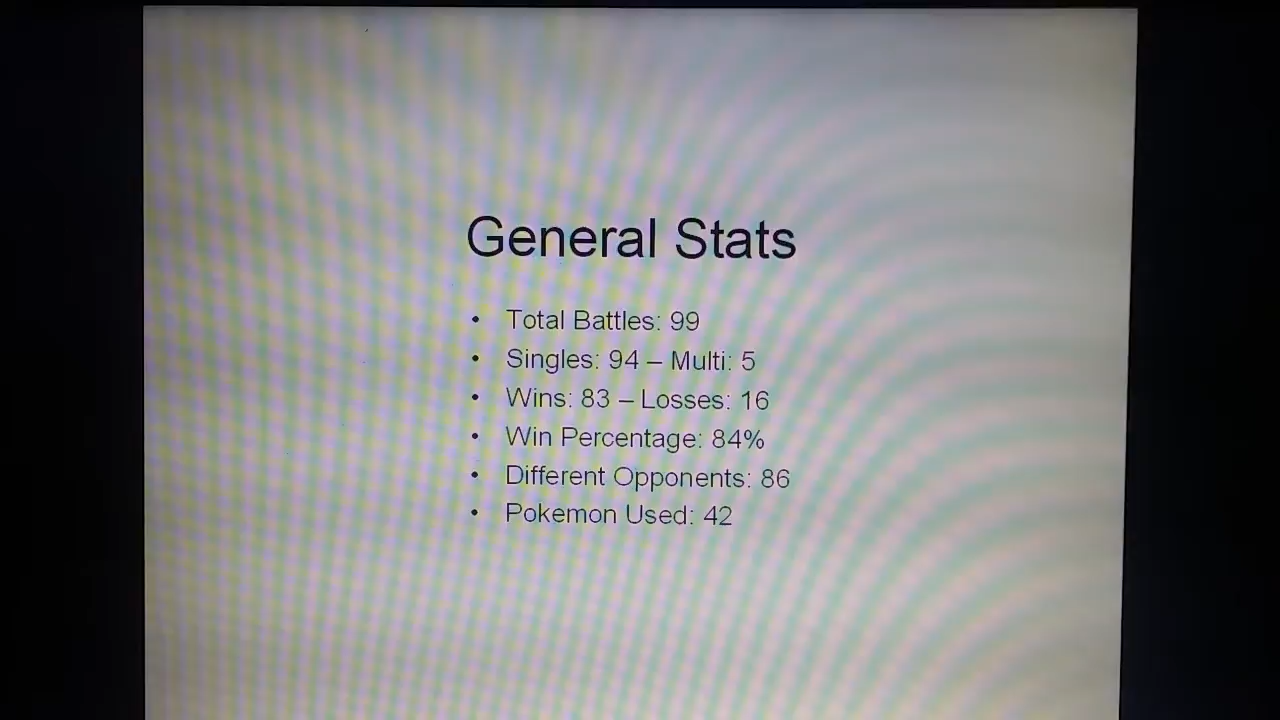 General Stats
• Total Battles: 99
• Singles: 94 – Multi: 5
• Wins: 83 – Losses: 16
• Win Percentage: 84%
• Different Opponents: 86
• Pokemon Used: 42